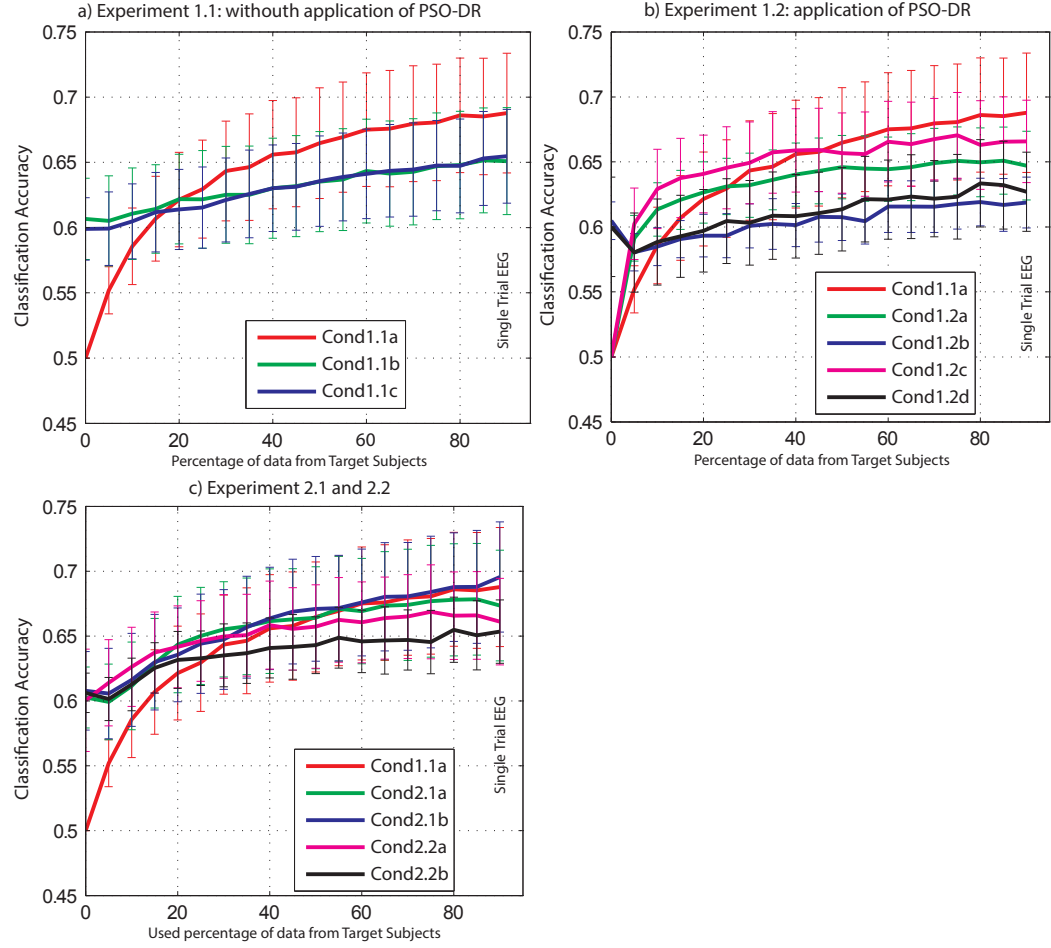 a) Experiment 1.1: withouth application of PSO-DR
Classification Accuracy
0.75
0.7
0.65
0.6
0.55
0.5
0.45
0
20
40
60
80
Percentage of data from Target Subjects
Single Trial EEG
Cond1.1a
Cond1.1b
Cond1.1c
b) Experiment 1.2: application of PSO-DR
Classification Accuracy
0.75
0.7
0.65
0.6
0.55
0.5
0.45
0
20
40
60
80
Percentage of data from Target Subjects
Single Trial EEG
Cond1.1a
Cond1.2a
Cond1.2b
Cond1.2c
Cond1.2d
c) Experiment 2.1 and 2.2
Classification Accuracy
0.75
0.7
0.65
0.6
0.55
0.5
0.45
0
20
40
60
80
Used percentage of data from Target Subjects
Single Trial EEG
Cond1.1a
Cond2.1a
Cond2.1b
Cond2.2a
Cond2.2b